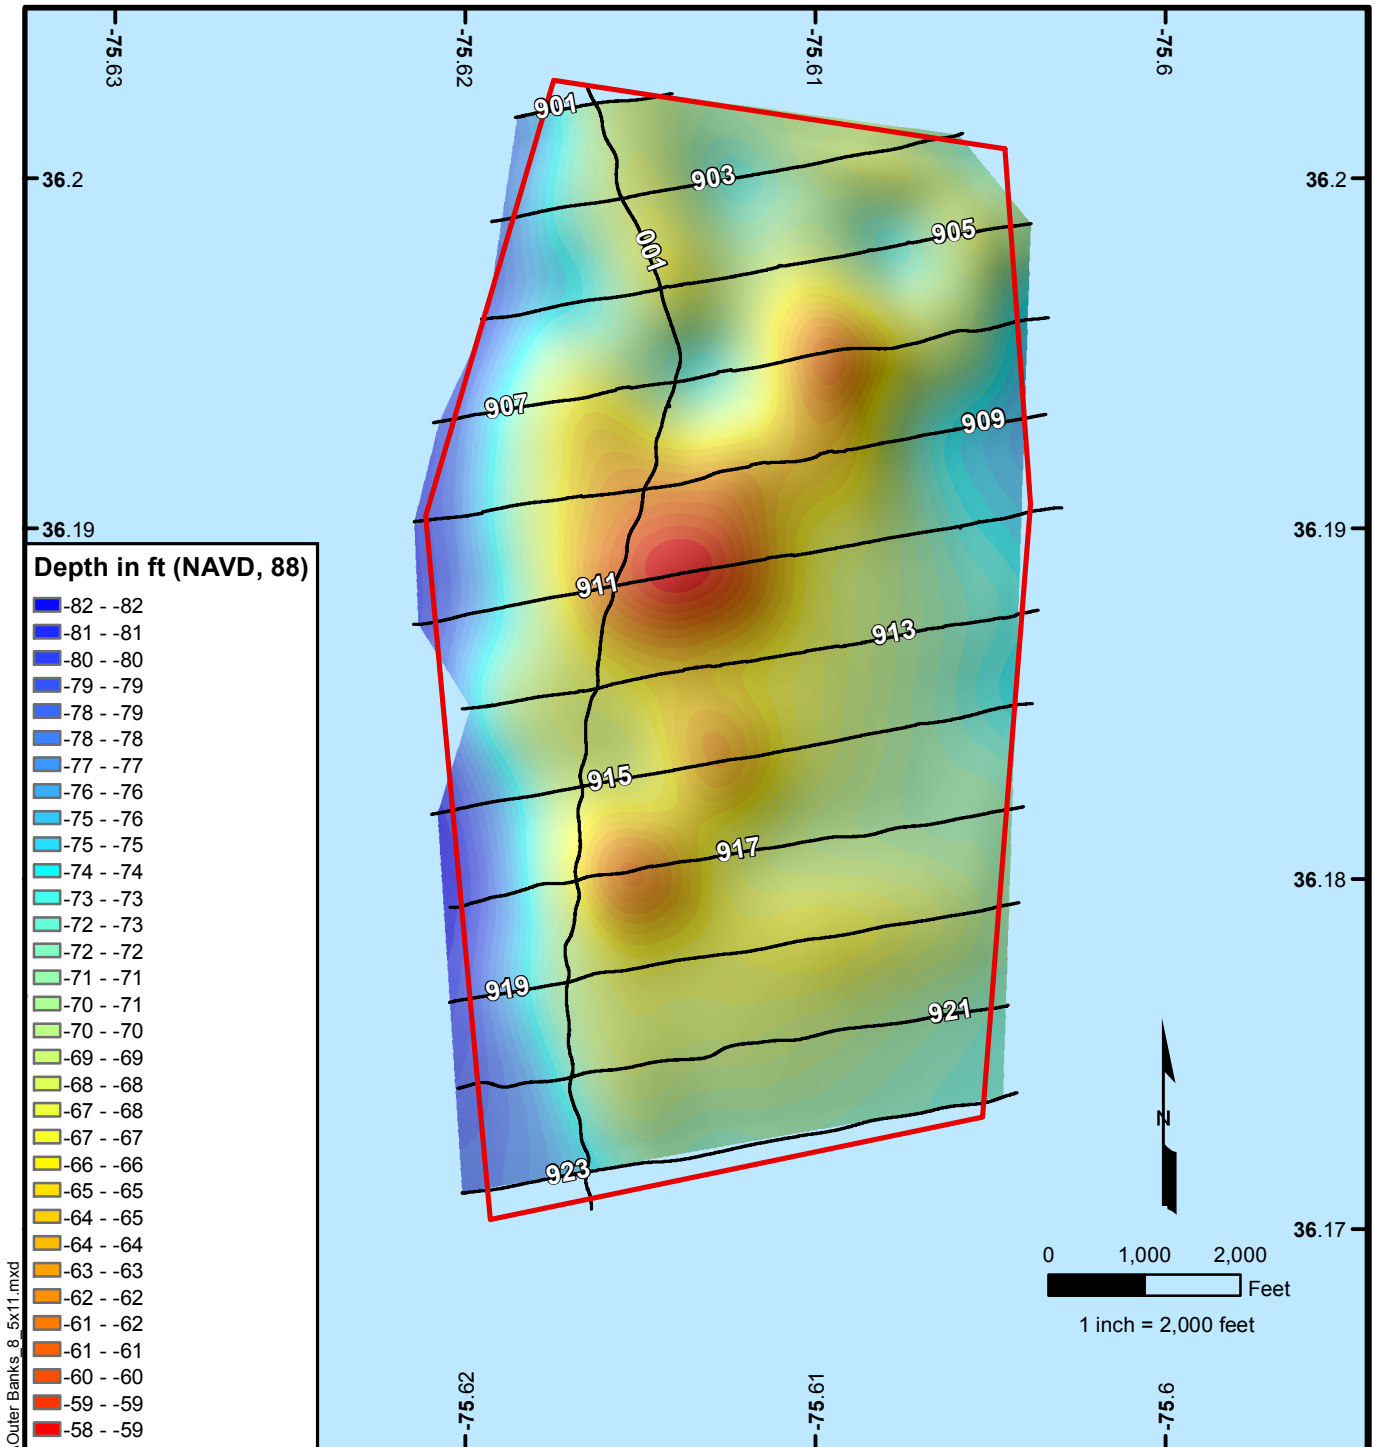 -75.63
-75.62
-75.61
-75.6
901
36.2
903
36.2
905
001
907
909
36.19
36.19
Depth in ft (NAVD, 88)
-82 - -82
-81 - -81
-80 - -80
-79 - -79
-78 - -79
-78 - -78
-77 - -77
-76 - -76
-75 - -76
-75 - -75
-74 - -74
-73 - -73
-72 - -73
-72 - -72
-71 - -71
-70 - -71
-70 - -70
-69 - -69
-68 - -68
-67 - -68
-67 - -67
-66 - -66
-65 - -65
-64 - -65
-64 - -64
-63 - -63
-62 - -62
-61 - -62
-61 - -61
-60 - -60
-59 - -59
-58 - -59
911
913
915
917
36.18
919
921
N
923
36.17
0 1,000 2,000
Feet
1 inch = 2,000 feet
Outer Banks_8_5x11.mxd
-75.62
-75.61
-75.6